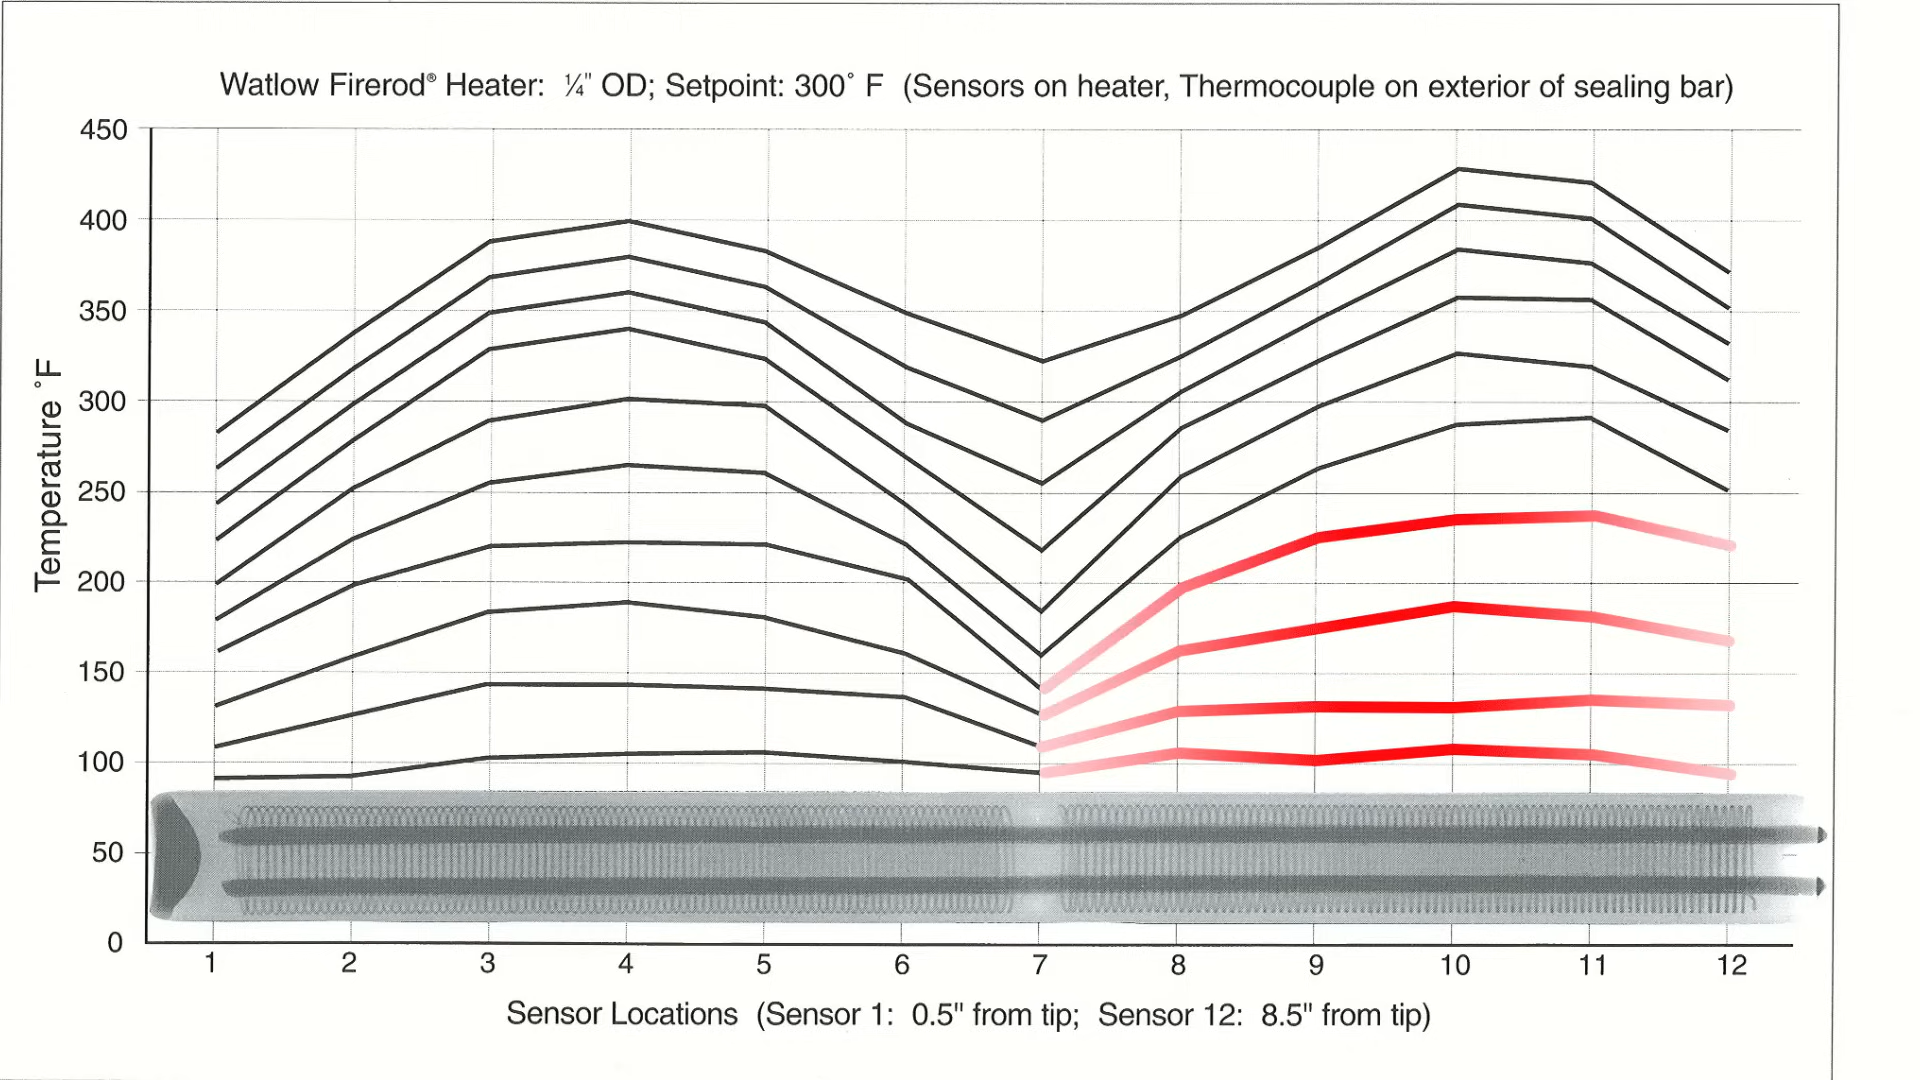 Watlow Firerod® Heater: ¼" OD; Setpoint: 300˚ F (Sensors on heater, Thermocouple on exterior of sealing bar)
450
400
350
300
250
200
150
100
50
0
Temperature ˚F
1 2 3 4 5 6 7 8 9 10 11 12
Sensor Locations (Sensor 1: 0.5" from tip; Sensor 12: 8.5" from tip)